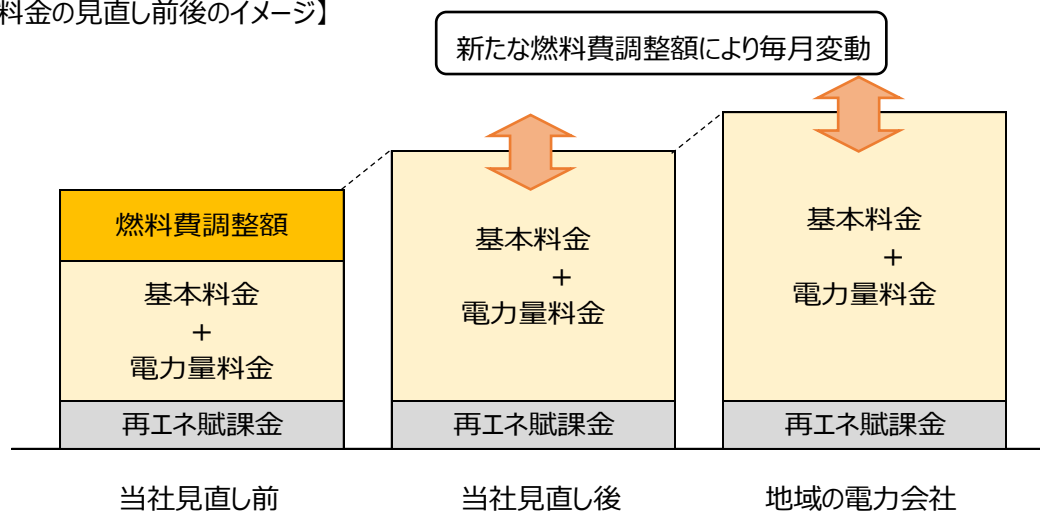 料金の見直し前後のイメージ】
新たな燃料費調整額により毎月変動
燃料費調整額
基本料金
＋
電力量料金
再エネ賦課金
当社見直し前
基本料金
＋
電力量料金
再エネ賦課金
当社見直し後
基本料金
＋
電力量料金
再エネ賦課金
地域の電力会社